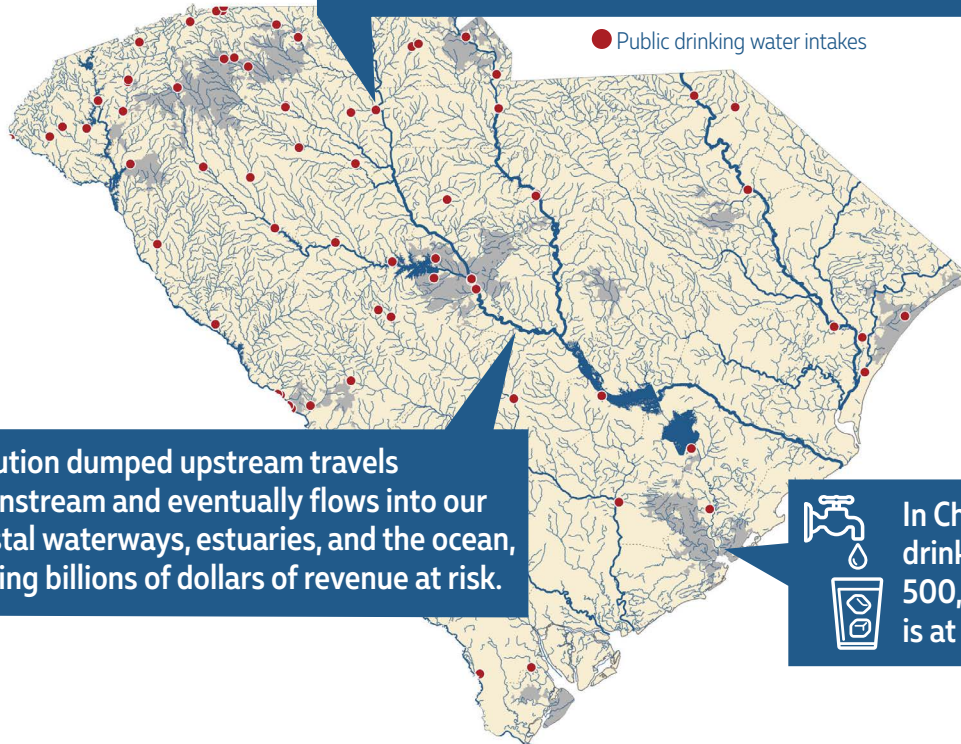 Public drinking water intakes
ution dumped upstream travels
nstream and eventually flows into our
stal waterways, estuaries, and the ocean,
ing billions of dollars of revenue at risk.
In Ch
drink
500,
is at